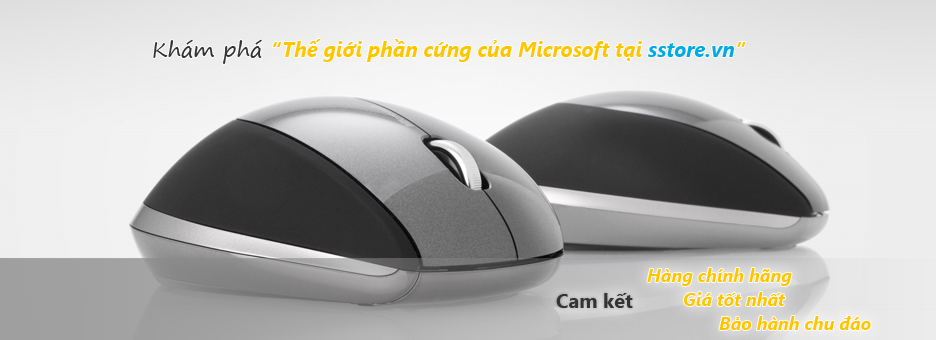 Khám phá “Thế giới phần cứng của Microsoft tại sstore.vn”
Hàng chính hãng
Cam kết Giá tốt nhất
Bảo hành chu đáo